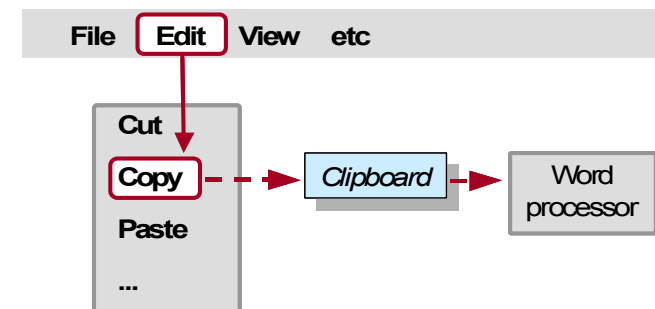 File Edit View etc
Cut
Copy
Clipboard
Word
processor
Paste
...